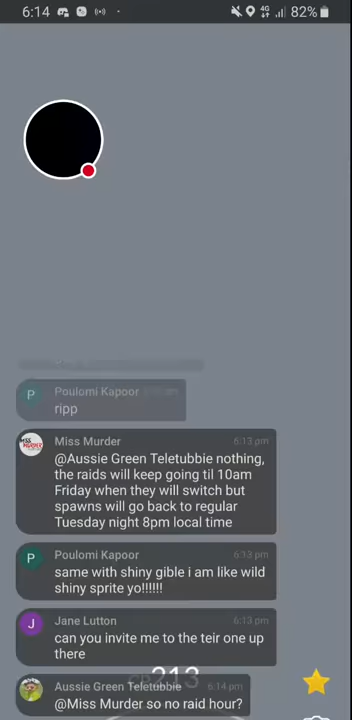 6:14
4G
82%
Poulomi Kapoor
ripp
MISS MURDER
Miss Murder 6:13 pm
@Aussie Green Teletubbie nothing,
the raids will keep going til 10am
Friday when they will switch but
spawns will go back to regular
Tuesday night 8pm local time
P
Poulomi Kapoor 6:13 pm
same with shiny gible i am like wild
shiny sprite yo!!!!!!
J
Jane Lutton 6:13 pm
can you invite me to the teir one up
there
CP213
Aussie Green Teletubbie 6:14 pm
@Miss Murder so no raid hour?